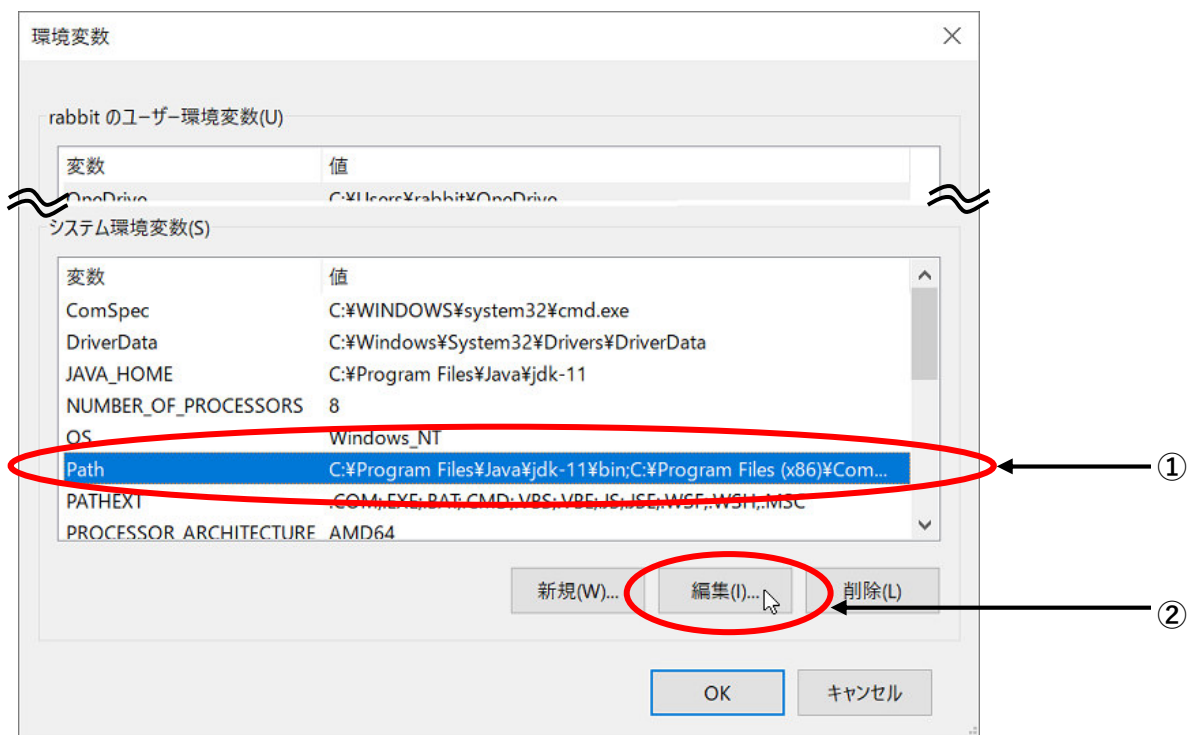 環境変数
rabbit のユーザー環境変数(U)
変数 値
OneDrive C:¥Users¥rabbit¥OneDrive
システム環境変数(S)
変数 値
ComSpec C:¥WINDOWS¥system32¥cmd.exe
DriverData C:¥Windows¥System32¥Drivers¥DriverData
JAVA_HOME C:¥Program Files¥Java¥jdk-11
NUMBER_OF_PROCESSORS 8
OS Windows_NT
Path C:¥Program Files¥Java¥jdk-11¥bin;C:¥Program Files (x86)¥Com...
①
PATHEXT .COM;.EXE;.BAT;.CMD;.VBS;.VBE;.JS;.JSE;.WSF;.WSH;.MSC
PROCESSOR_ARCHITECTURE AMD64
新規(W)... 編集(I)... 削除(L)
②
OK キャンセル